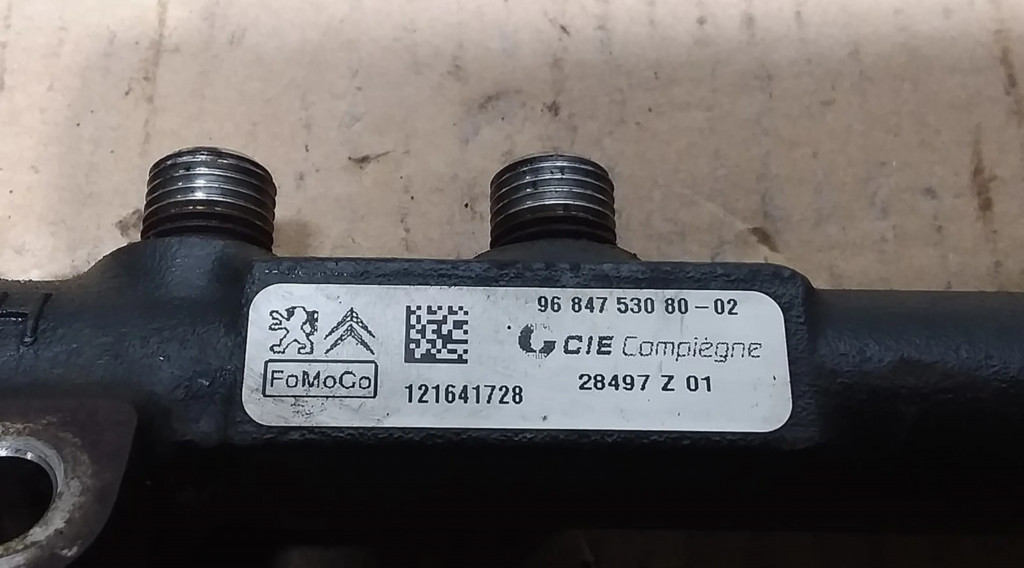 96 847 530 80-02
CIE Compiègne
FoMoCo
121641728
28497 Z 01